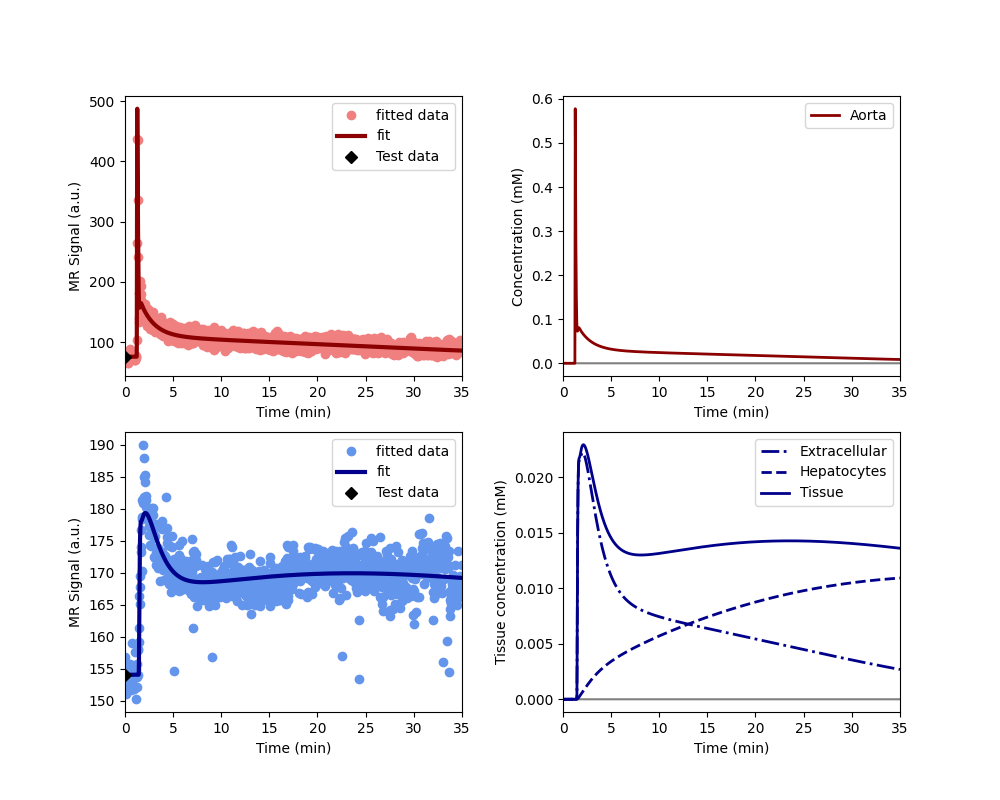 500
400
300
200
100
MR Signal (a.u.)
0 5 10 15 20 25 30 35
Time (min)
fitted data
fit
Test data
0.6
0.5
0.4
0.3
0.2
0.1
0.0
Concentration (mM)
0 5 10 15 20 25 30 35
Time (min)
Aorta
190
185
180
175
170
165
160
155
150
MR Signal (a.u.)
0 5 10 15 20 25 30 35
Time (min)
fitted data
fit
Test data
0.020
0.015
0.010
0.005
0.000
Tissue concentration (mM)
0 5 10 15 20 25 30 35
Time (min)
Extracellular
Hepatocytes
Tissue